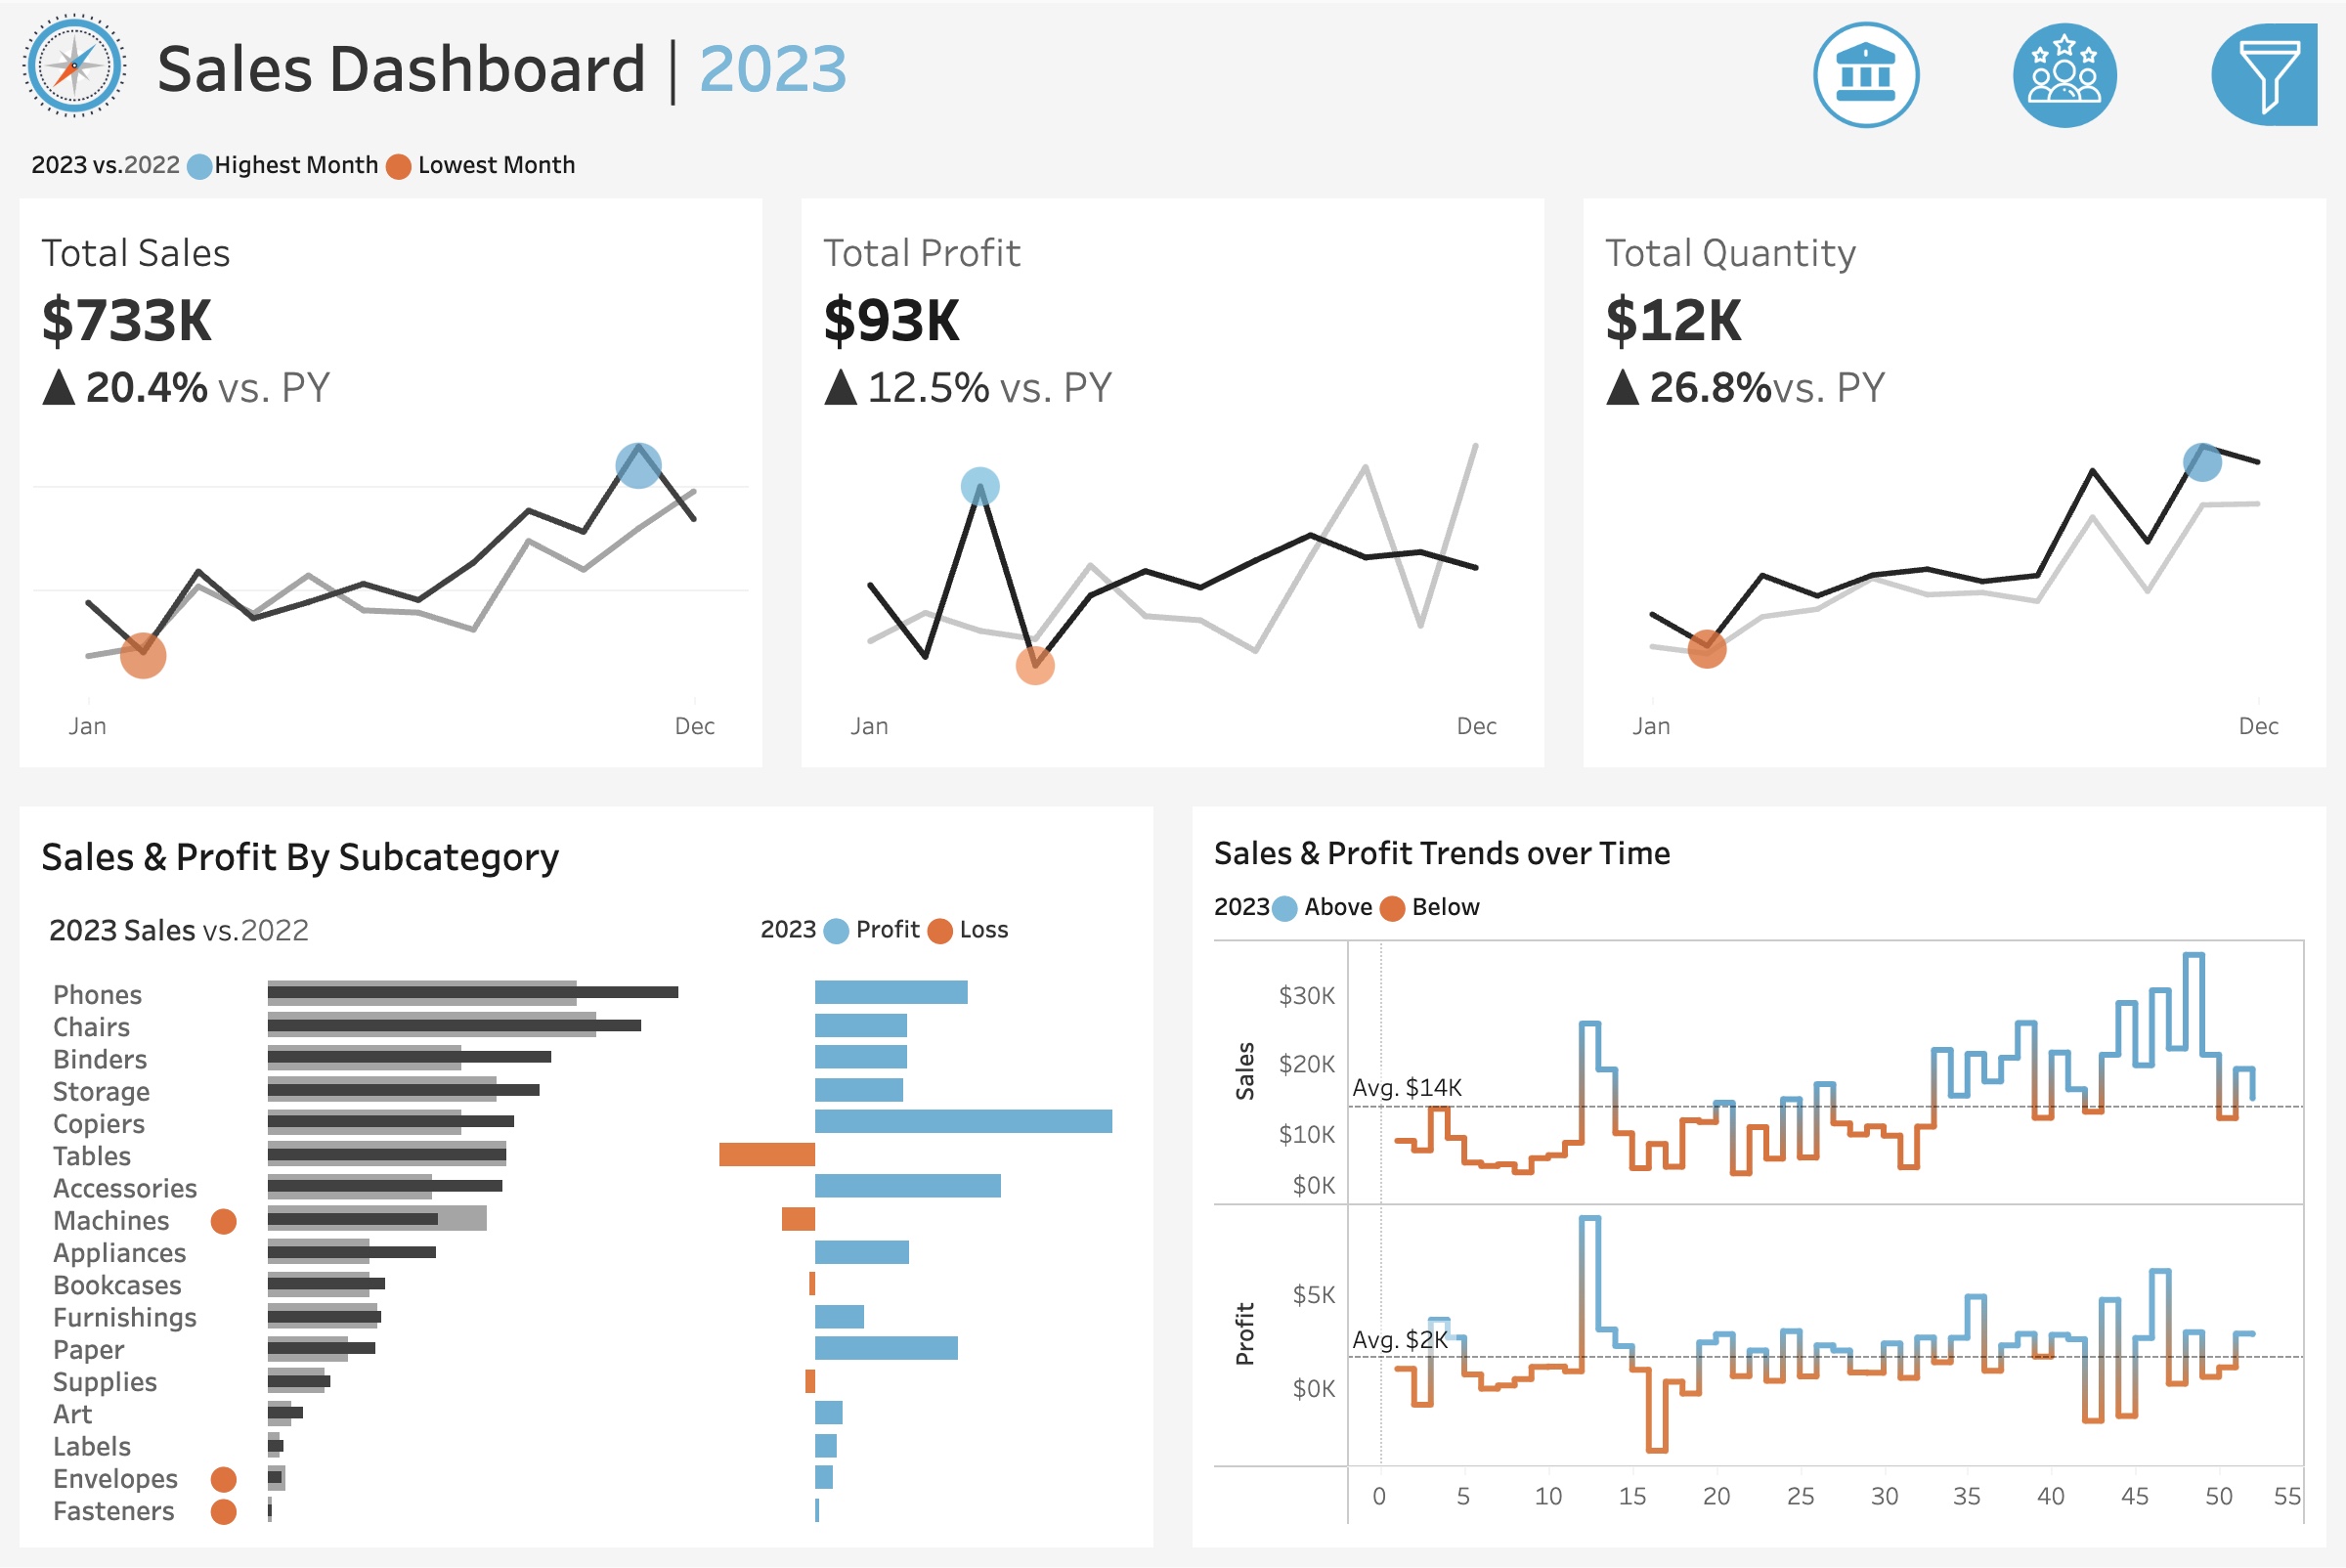 Sales Dashboard | 2023
2023 vs.2022 Highest Month Lowest Month
Total Sales
$733K
▲ 20.4% vs. PY
Jan Dec
Total Profit
$93K
▲ 12.5% vs. PY
Jan Dec
Total Quantity
$12K
▲ 26.8%vs. PY
Jan Dec
Sales & Profit By Subcategory
2023 Sales vs.2022
2023 Profit Loss
Phones
Chairs
Binders
Storage
Copiers
Tables
Accessories
Machines
Appliances
Bookcases
Furnishings
Paper
Supplies
Art
Labels
Envelopes
Fasteners
Sales & Profit Trends over Time
2023 Above Below
Sales
$30K
$20K
Avg. $14K
$10K
$0K
Profit
$5K
Avg. $2K
$0K
0 5 10 15 20 25 30 35 40 45 50 55